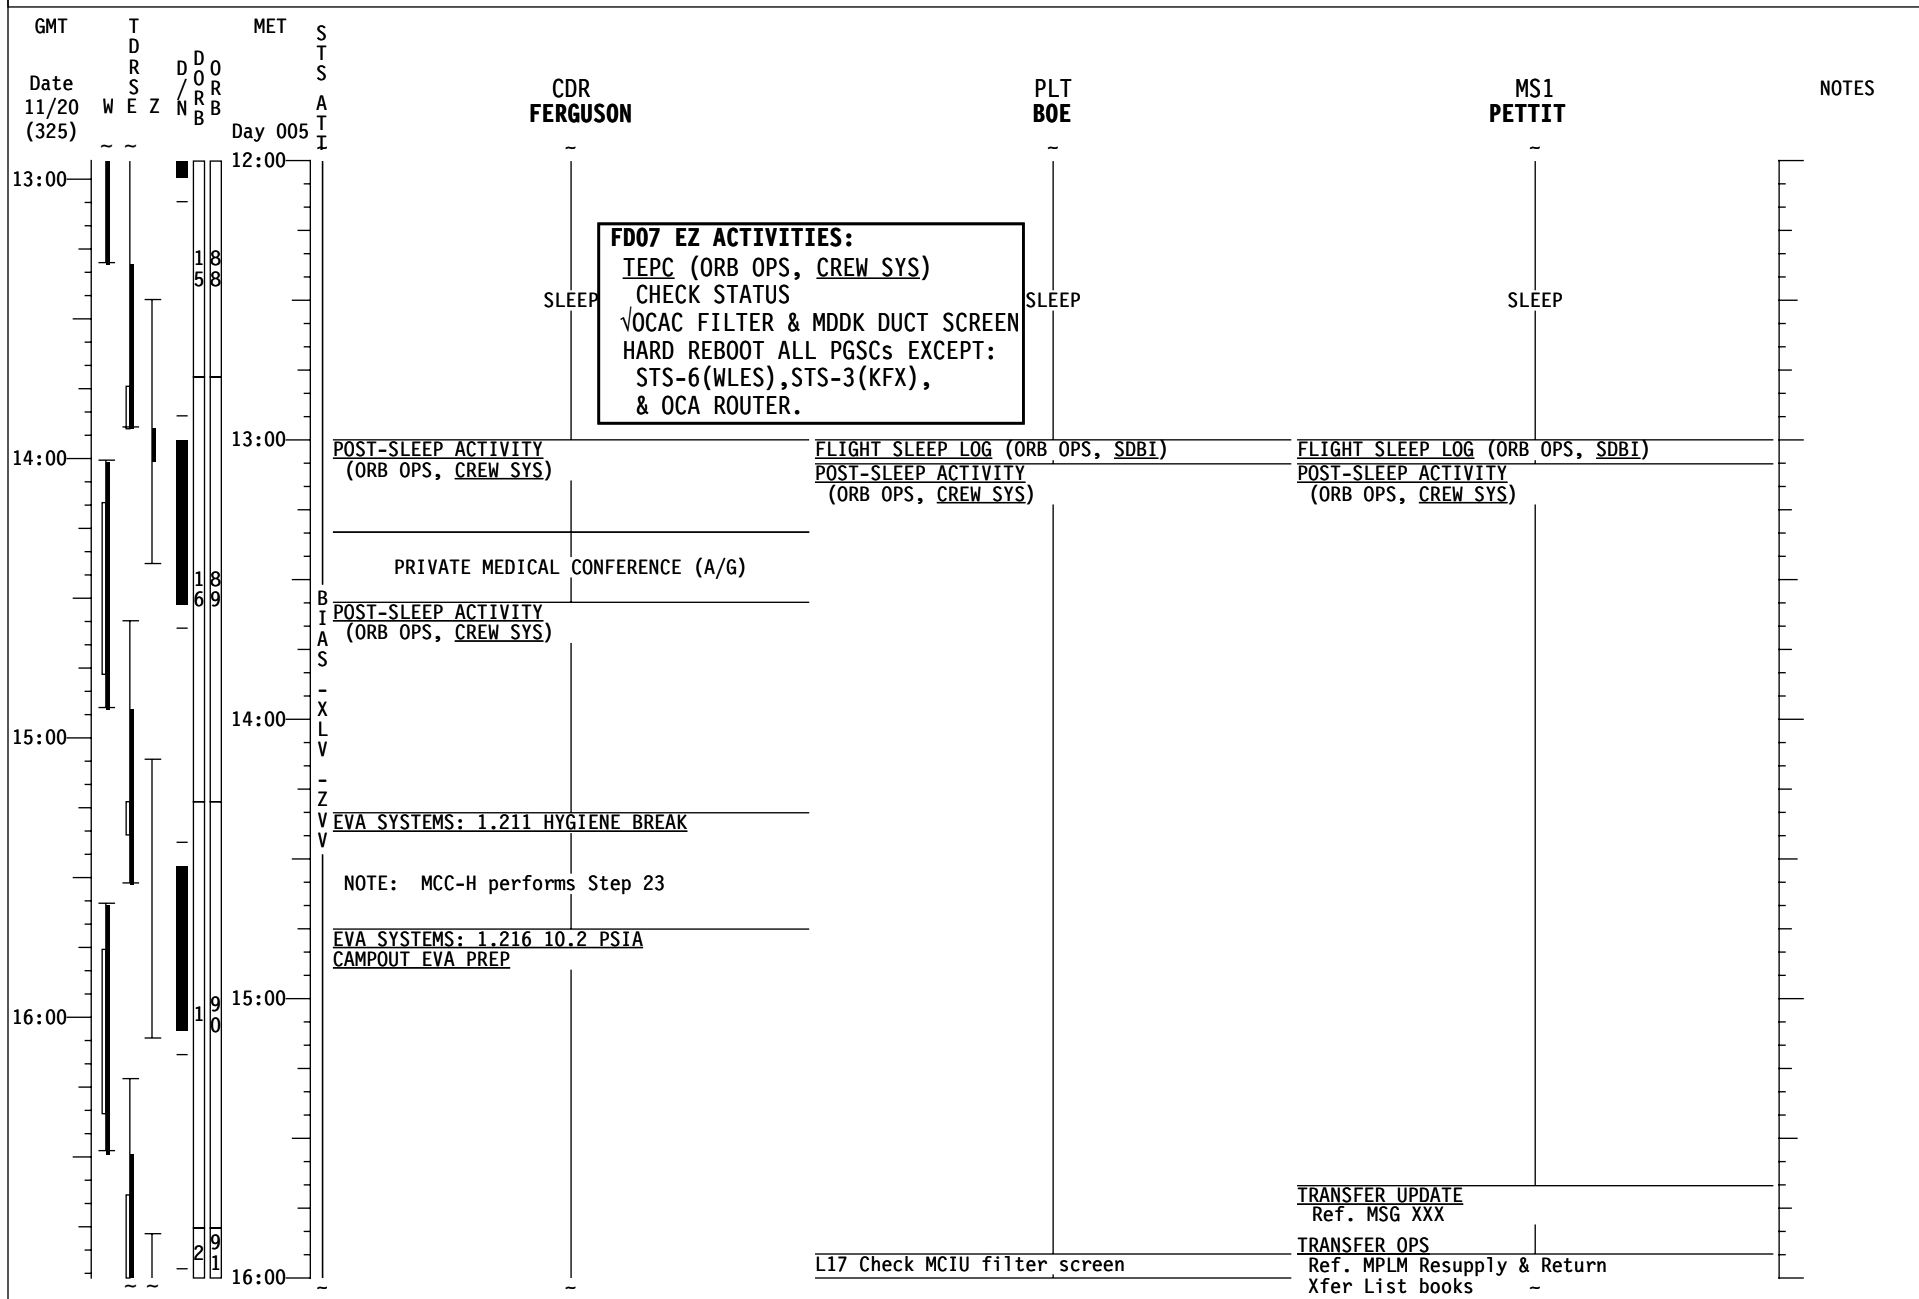 GMT
TDRS
MET
STS ATT
D/N
DORB
ORB
Date
11/20
(325)
W E Z
Day 005
CDR
FERGUSON
PLT
BOE
MS1
PETTIT
NOTES
~ ~
~
~
~
12:00
13:00
FD07 EZ ACTIVITIES:
TEPC (ORB OPS, CREW SYS)
CHECK STATUS
√OCAC FILTER & MDDK DUCT SCREEN
HARD REBOOT ALL PGSCs EXCEPT:
STS-6(WLES),STS-3(KFX),
& OCA ROUTER.
15
88
SLEEP
SLEEP
SLEEP
13:00
14:00
POST-SLEEP ACTIVITY
(ORB OPS, CREW SYS)
FLIGHT SLEEP LOG (ORB OPS, SDBI)
POST-SLEEP ACTIVITY
(ORB OPS, CREW SYS)
FLIGHT SLEEP LOG (ORB OPS, SDBI)
POST-SLEEP ACTIVITY
(ORB OPS, CREW SYS)
PRIVATE MEDICAL CONFERENCE (A/G)
16
89
POST-SLEEP ACTIVITY
(ORB OPS, CREW SYS)
BIAS -XLV -ZVV
14:00
15:00
EVA SYSTEMS: 1.211 HYGIENE BREAK
NOTE: MCC-H performs Step 23
EVA SYSTEMS: 1.216 10.2 PSIA
CAMPOUT EVA PREP
15:00
16:00
1
90
TRANSFER UPDATE
Ref. MSG XXX
TRANSFER OPS
Ref. MPLM Resupply & Return
Xfer List books
L17 Check MCIU filter screen
2
91
16:00
~ ~
~
~
~